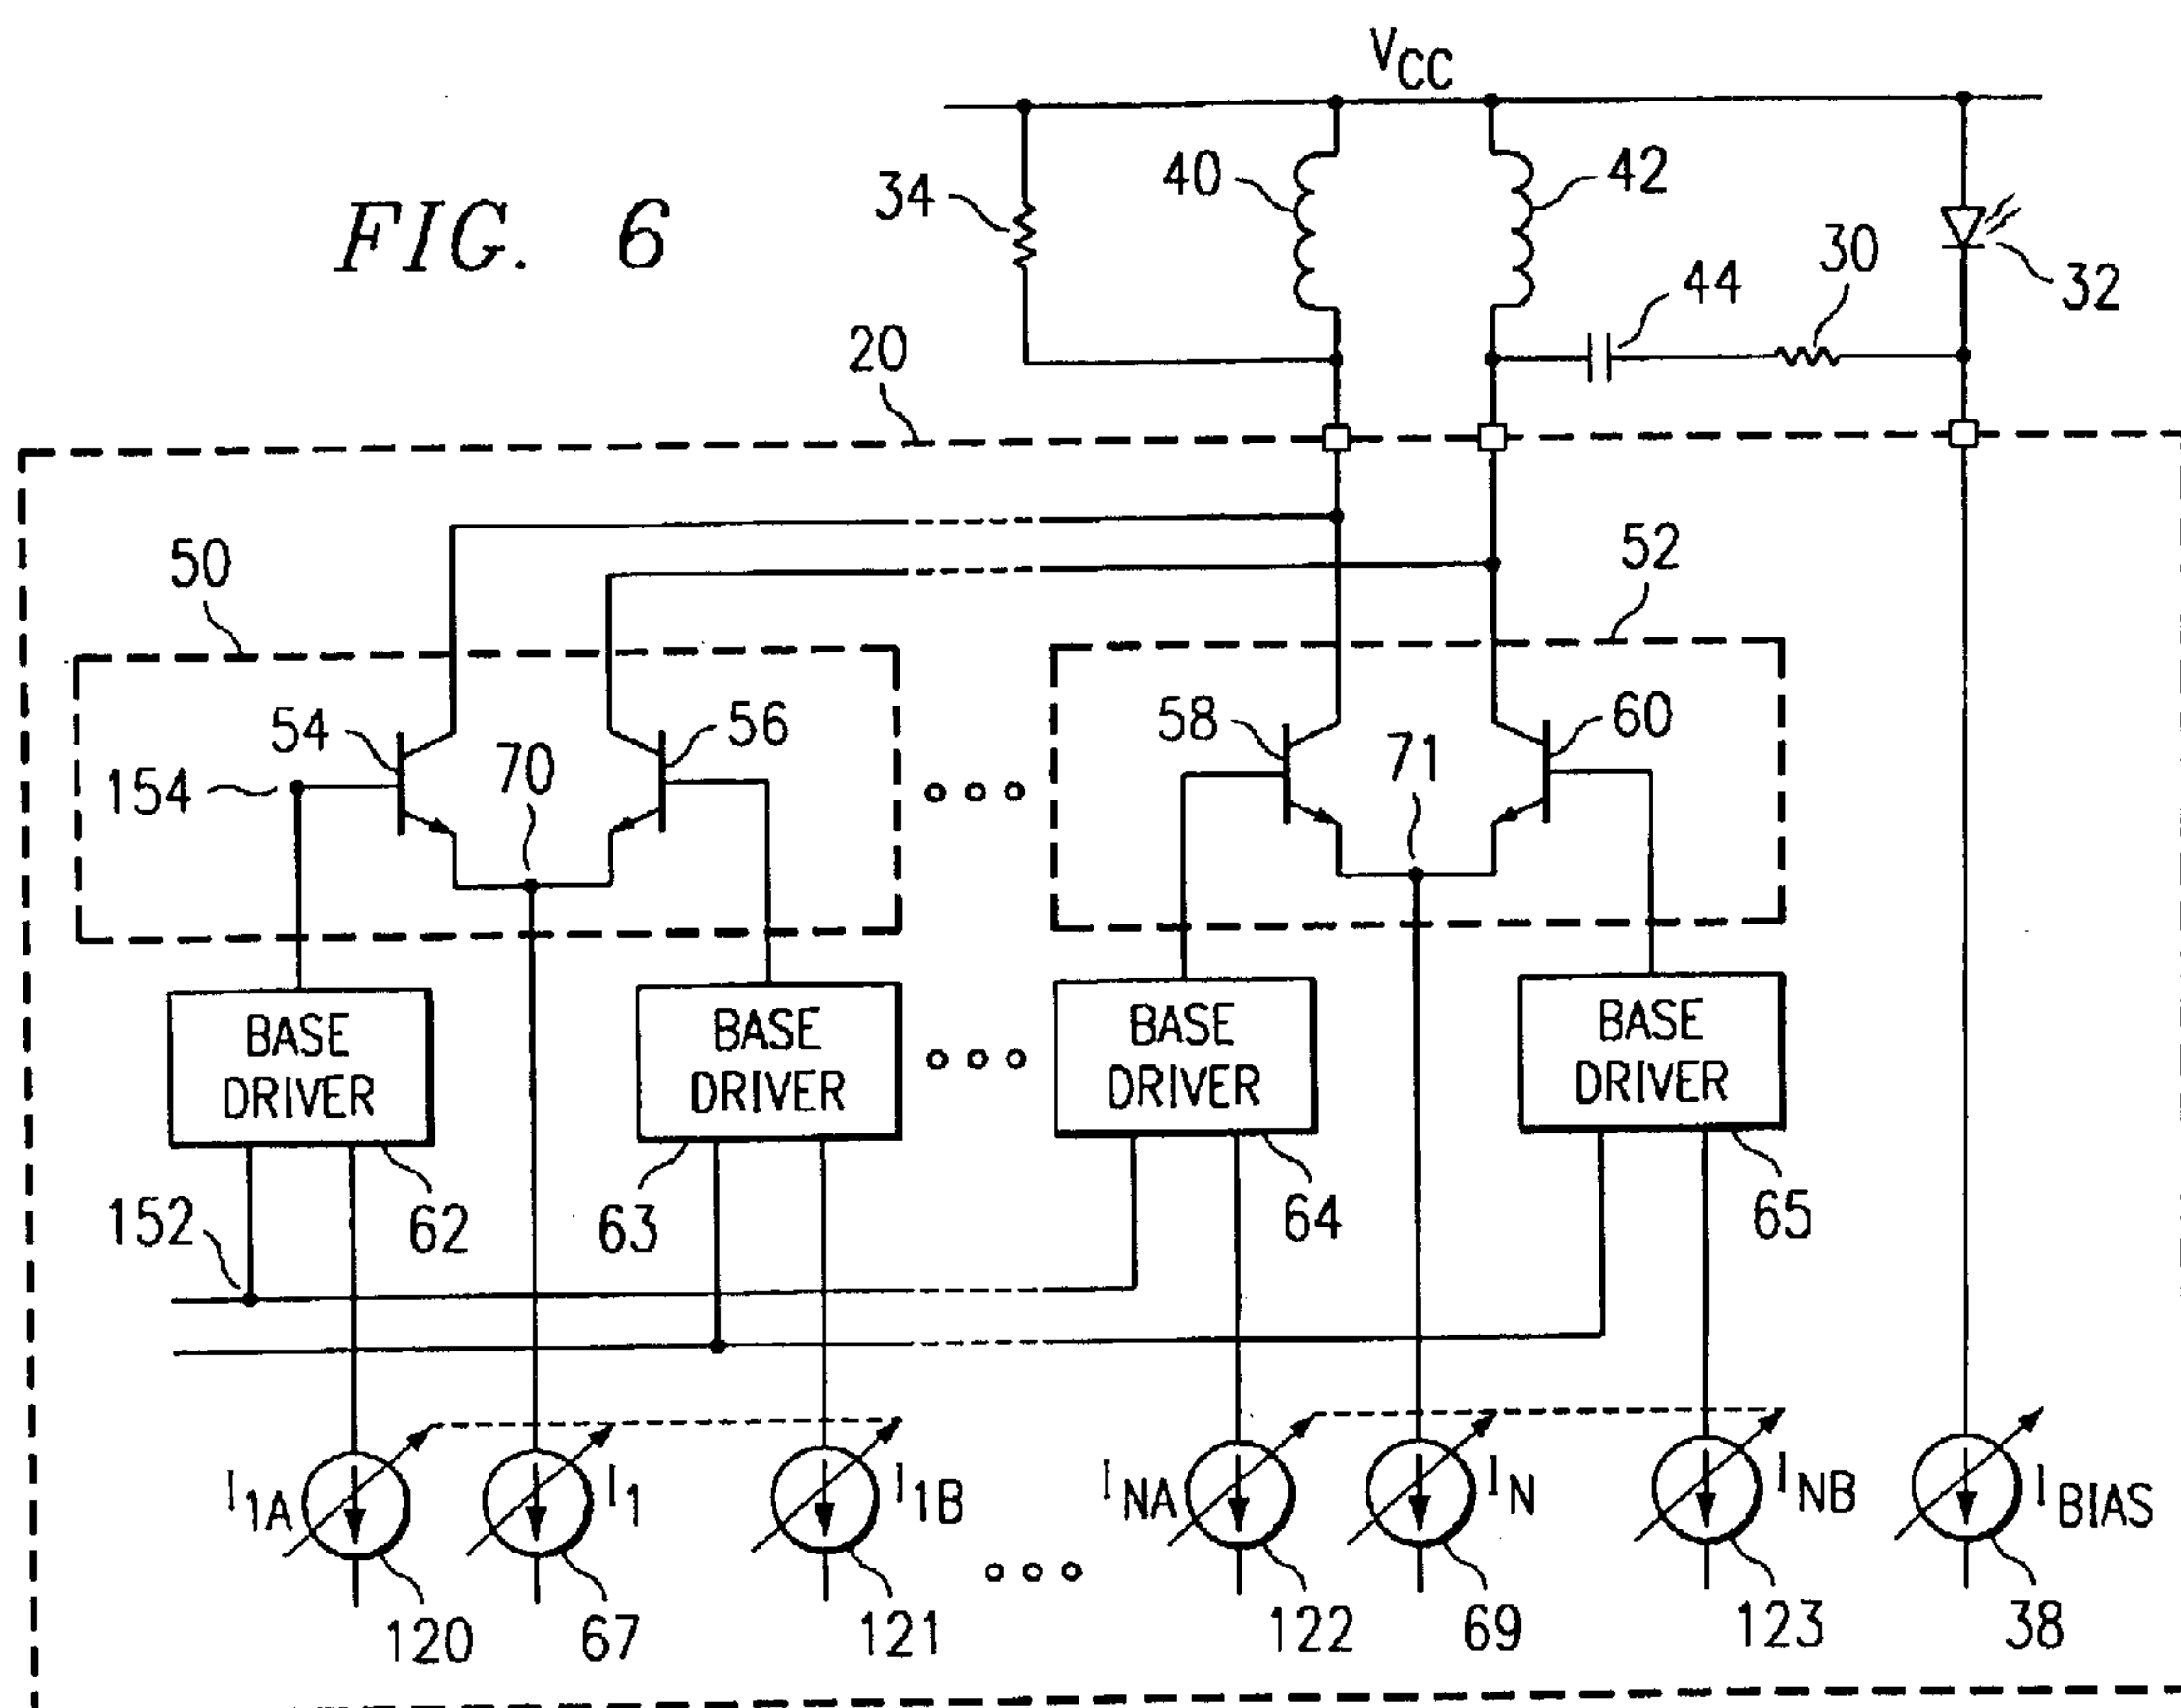 FIG. 6
VCC
34
40
42
30
32
44
20
50
52
54
56
58
60
154
70
71
BASE DRIVER
BASE DRIVER
BASE DRIVER
BASE DRIVER
152
62
63
64
65
I1A
I1
I1B
INA
IN
INB
IBIAS
120
67
121
122
69
123
38